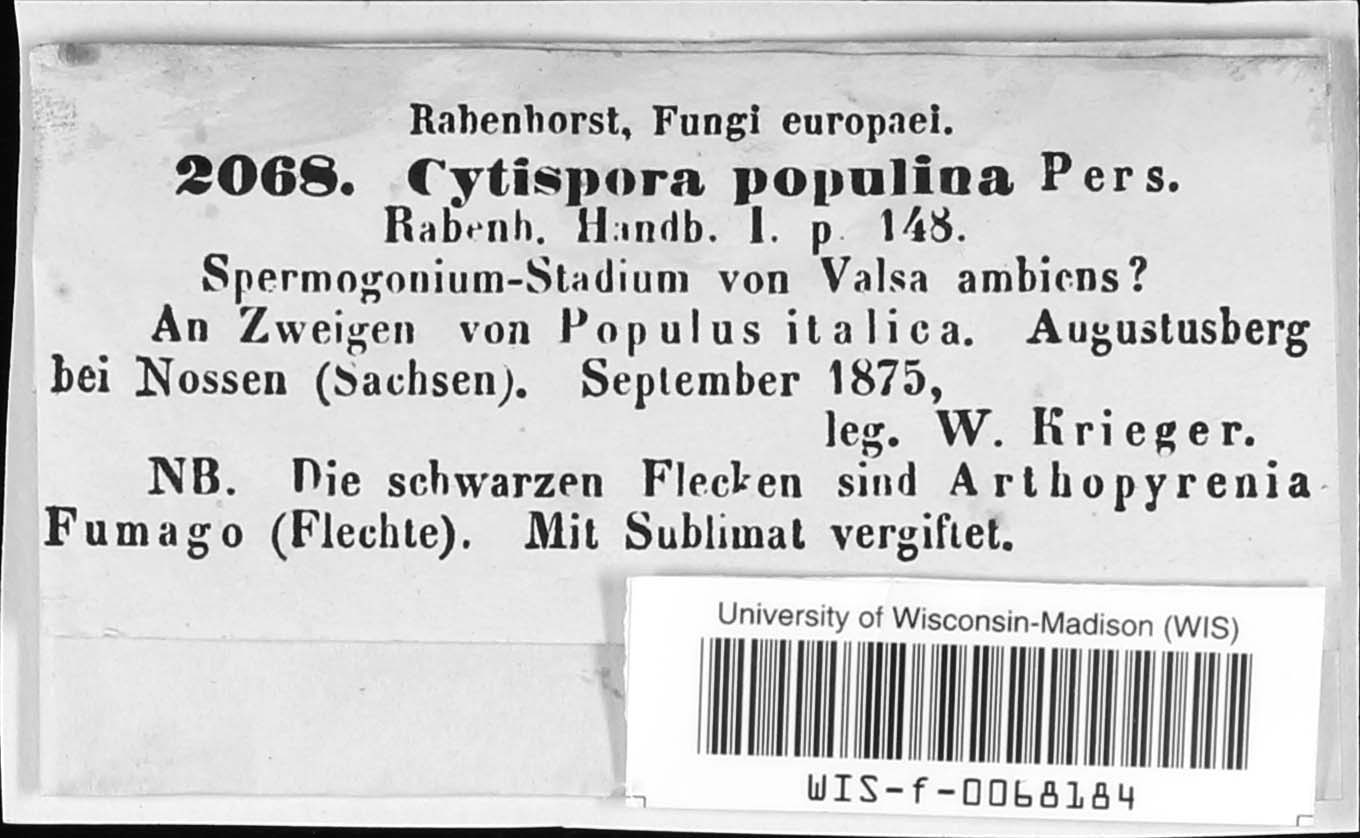 Rabenhorst, Fungi europaei.
2068. Cytispora populina Pers.
Rabenh. Handb. I. p. 148.
Spermogonium-Stadium von Valsa ambiens?
An Zweigen von Populus italica. Augustusberg
bei Nossen (Sachsen). September 1875,
leg. W. Krieger.
NB. Die schwarzen Flecken sind Arthopyrenia
Fumago (Flechte). Mit Sublimat vergiftet.
University of Wisconsin-Madison (WIS)
WIS-f-0068184